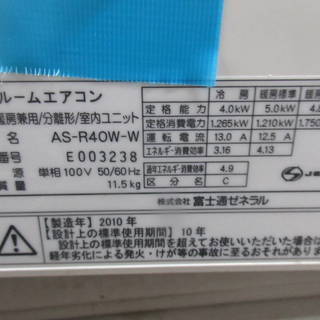 ルームエアコン
暖房兼用/分離形/室内ユニット
名 AS-R40W-W
番号 E003238
源 単相100V 50/60Hz
11.5kg
冷 房 暖房標準 暖房
定 格 能 力 4.0kW 5.0kW 4.
定格消費電力 1.265kW 1.210kW 1.750
運 転 電 流 13.0 A 12.5 A
エネルギー消費効率 3.16 4.13
通年エネルギー消費効率 4.9
区 分 名 C
株式会社 富士通ゼネラル
【製造年】2010 年
【設計上の標準使用期間】10 年
設計上の標準使用期間を超えてお使いいただいた場合は
経年劣化による発火・けが等の事故に至るおそれがありま